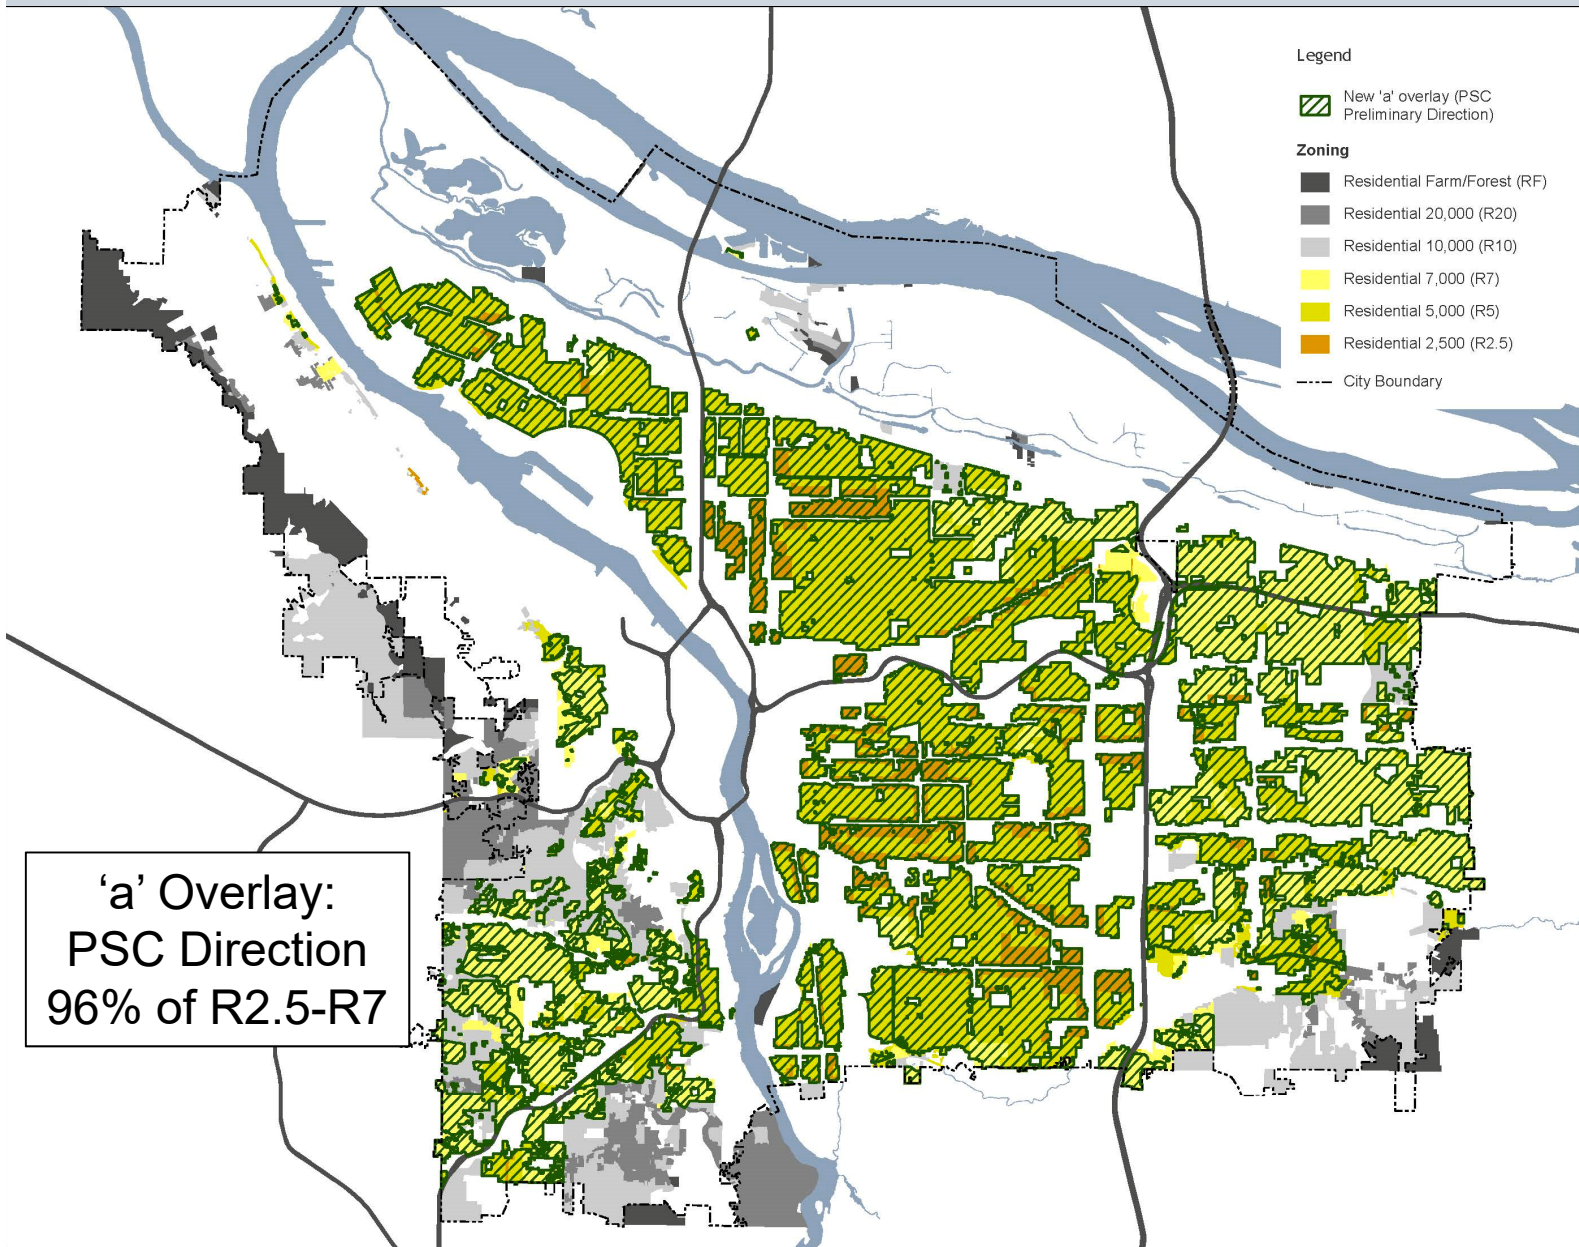 Legend
New 'a' overlay (PSC
Preliminary Direction)
Zoning
Residential Farm/Forest (RF)
Residential 20,000 (R20)
Residential 10,000 (R10)
Residential 7,000 (R7)
Residential 5,000 (R5)
Residential 2,500 (R2.5)
City Boundary
‘a’ Overlay:
PSC Direction
96% of R2.5-R7